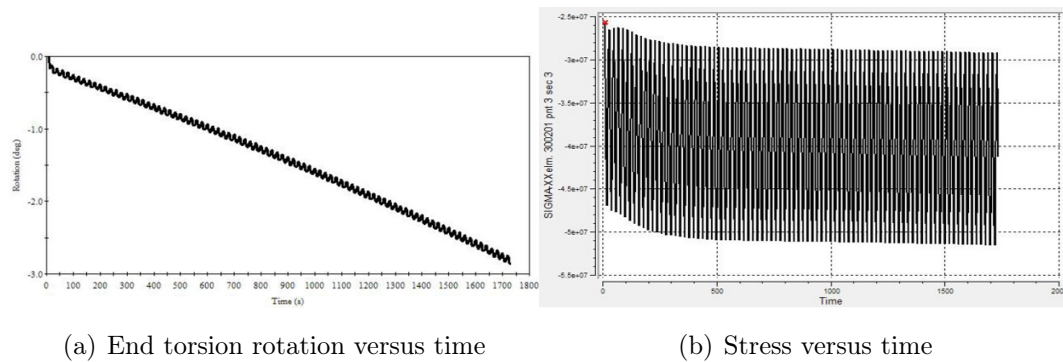 0.0
-1.0
-2.0
-3.0
Rotation (deg)
0 100 200 300 400 500 600 700 800 900 1000 1100 1200 1300 1400 1500 1600 1700 1800
Time (s)
-2.5e+07
-3e+07
-3.5e+07
-4e+07
-4.5e+07
-5e+07
-5.5e+07
SIGMA-XXelm. 300201 pnt 3 sec 3
0 500 1000 1500 200
Time
(a) End torsion rotation versus time
(b) Stress versus time